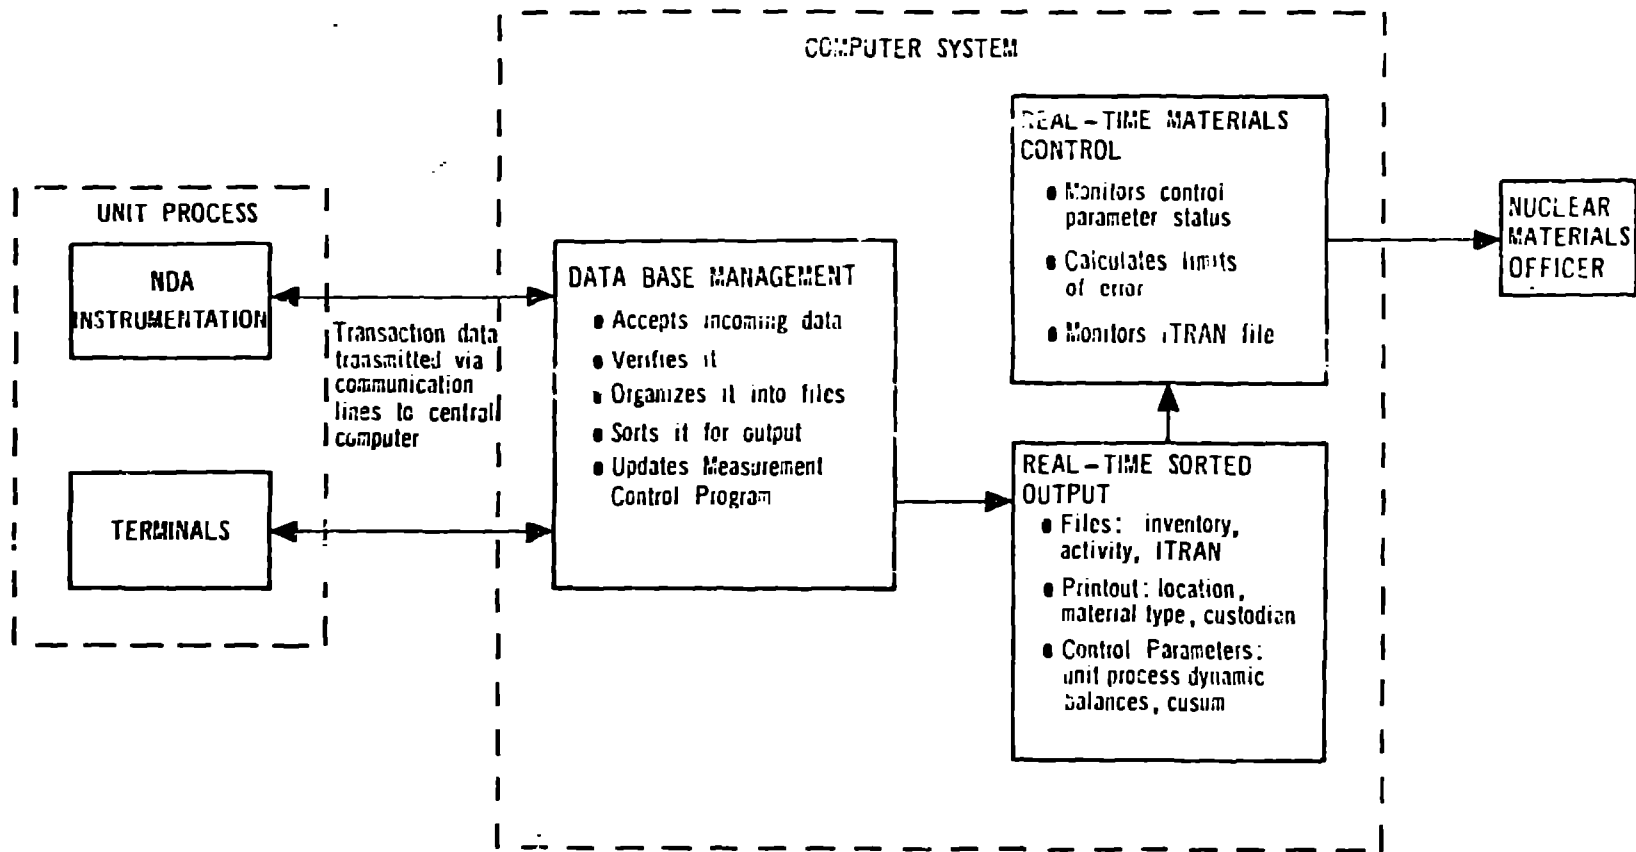 COMPUTER SYSTEM
UNIT PROCESS
NDA
INSTRUMENTATION
TERMINALS
Transaction data
transmitted via
communication
lines to central
computer
DATA BASE MANAGEMENT
• Accepts incoming data
• Verifies it
• Organizes it into files
• Sorts it for output
• Updates Measurement
Control Program
REAL-TIME MATERIALS
CONTROL
• Monitors control
parameter status
• Calculates limits
of error
• Monitors ITRAN file
REAL-TIME SORTED
OUTPUT
• Files: inventory,
activity, ITRAN
• Printout: location,
material type, custodian
• Control Parameters:
unit process dynamic
balances, cusum
NUCLEAR
MATERIALS
OFFICER